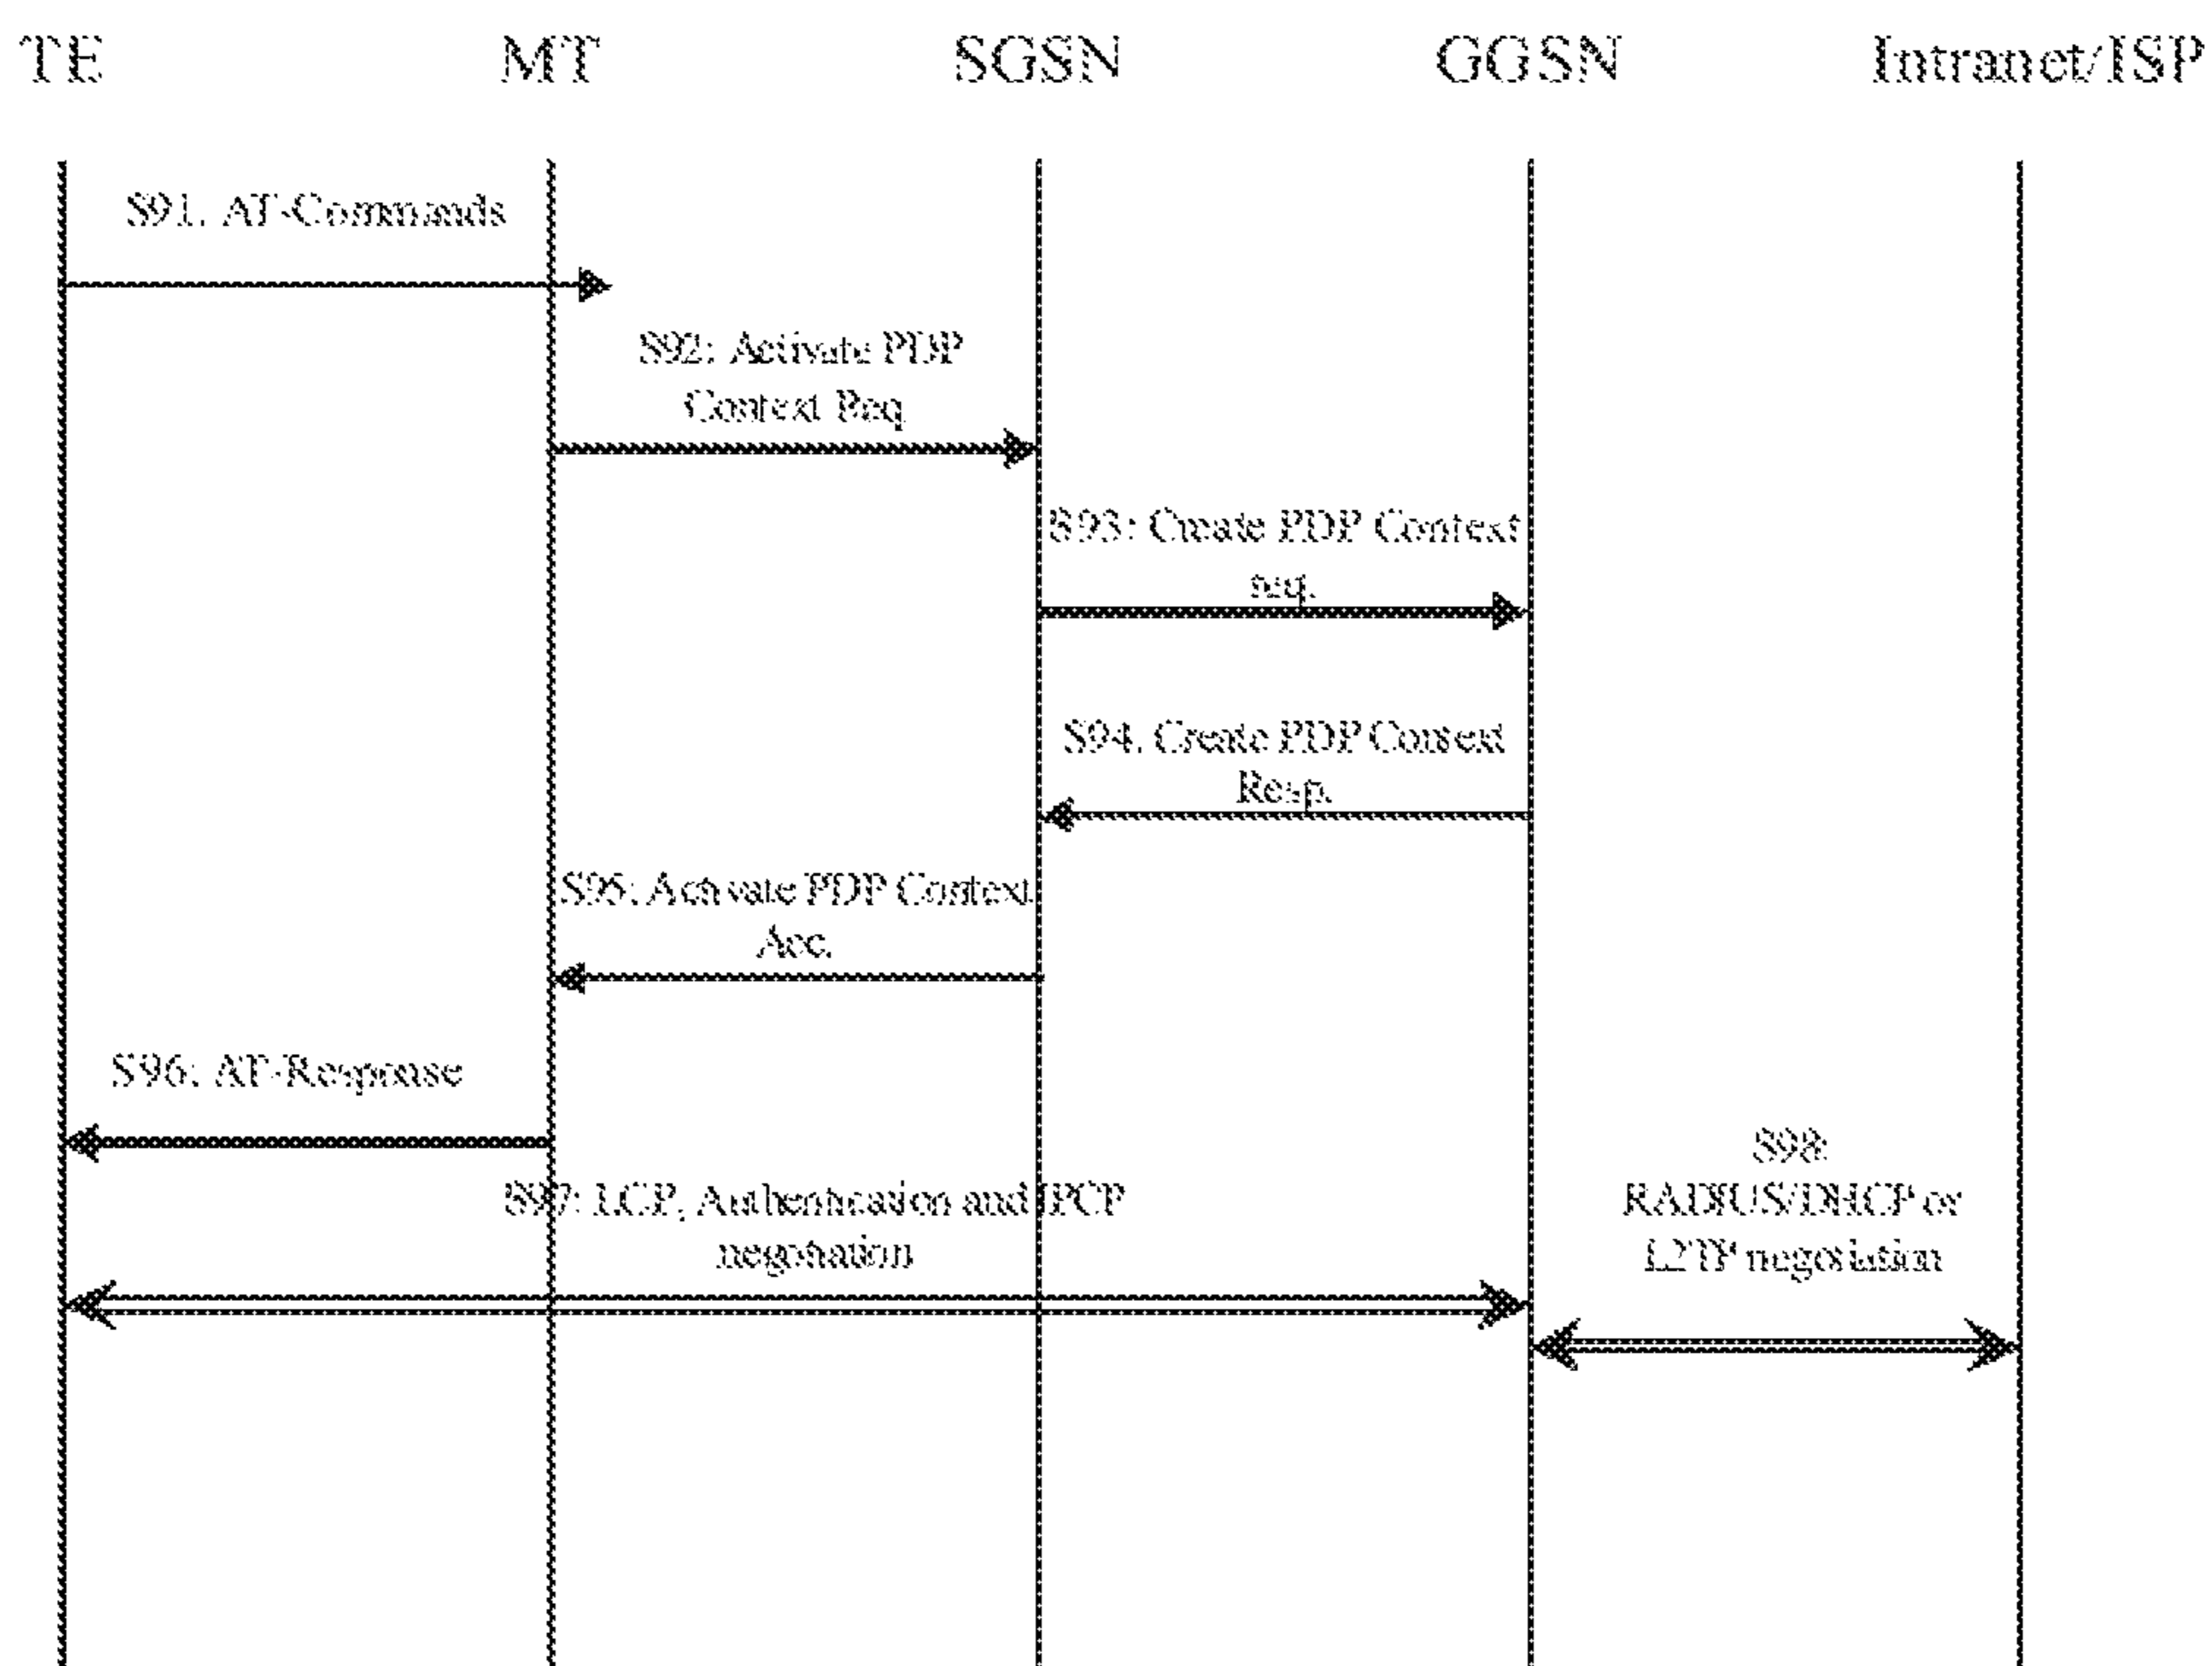 TE MT SGSN GGSN Intranet/ISP
S91. AT-Commands
S92: Activate PDP
Context Req
S93: Create PDP Context
req.
S94. Create PDP Context
Resp.
S95: Activate PDP Context
Acc.
S96: AT-Response
S97: LCP, Authentication and IPCP
negotiation
S98:
RADIUS/DHCP or
L2TP negotiation